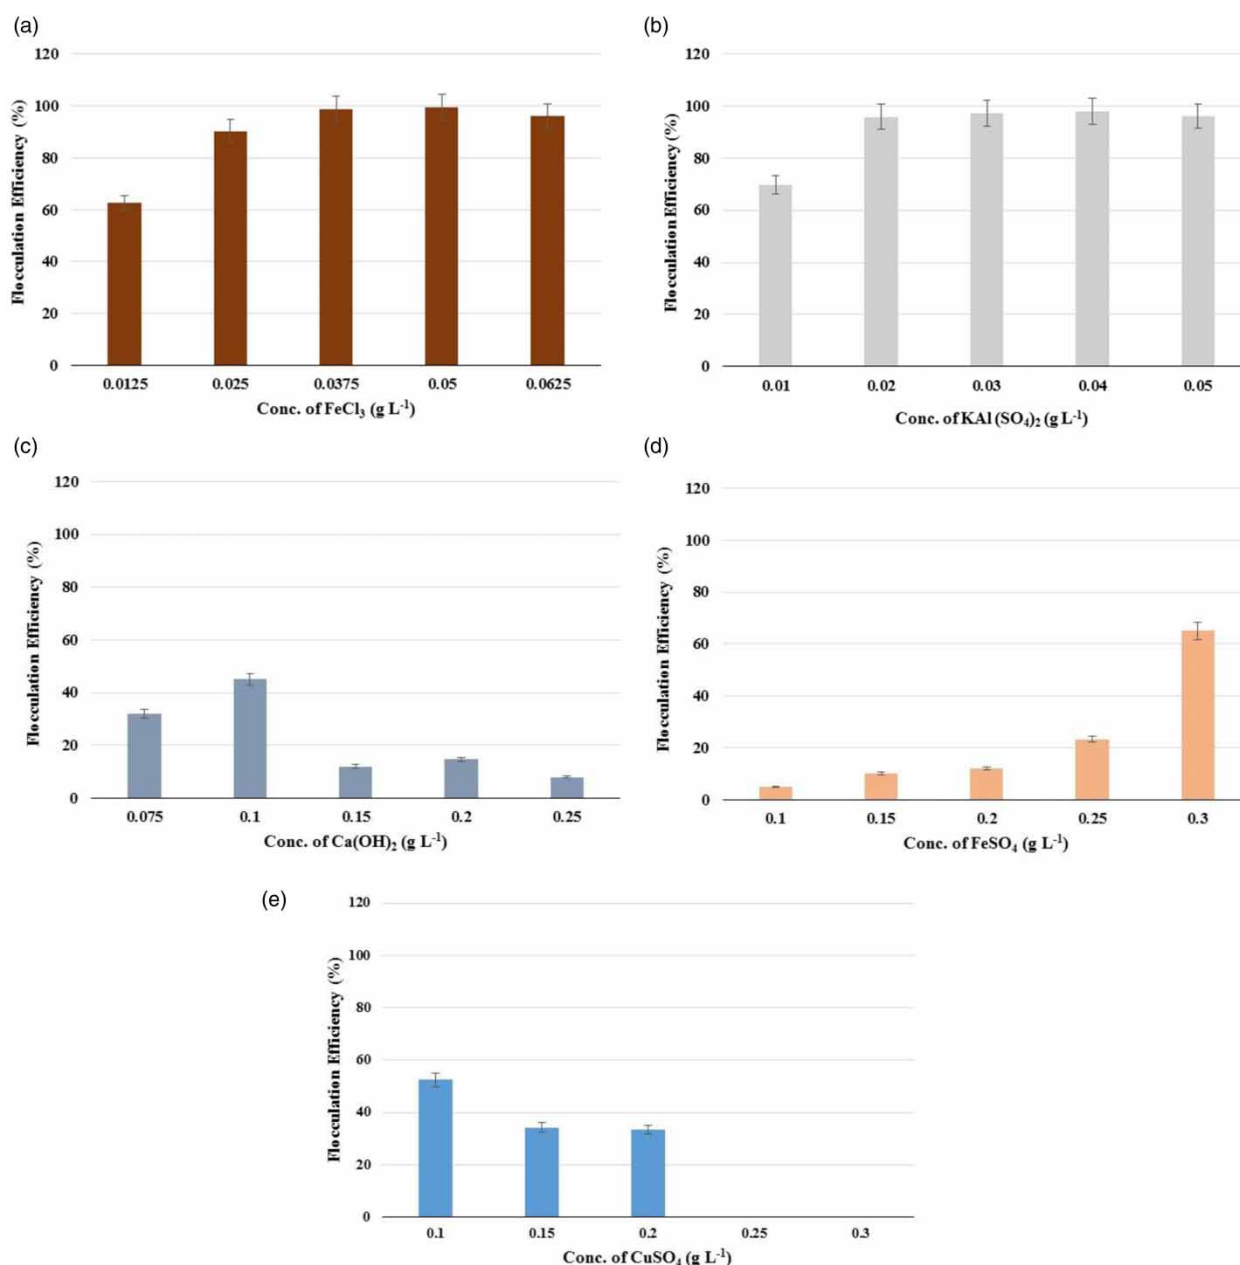 (a)
120
100
80
60
40
20
0
Flocculation Efficiency (%)
0.0125 0.025 0.0375 0.05 0.0625
Conc. of FeCl₃ (g L⁻¹)
(b)
120
100
80
60
40
20
0
Flocculation Efficiency (%)
0.01 0.02 0.03 0.04 0.05
Conc. of KAl (SO₄)₂ (g L⁻¹)
(c)
120
100
80
60
40
20
0
Flocculation Efficiency (%)
0.075 0.1 0.15 0.2 0.25
Conc. of Ca(OH)₂ (g L⁻¹)
(d)
120
100
80
60
40
20
0
Flocculation Efficiency (%)
0.1 0.15 0.2 0.25 0.3
Conc. of FeSO₄ (g L⁻¹)
(e)
120
100
80
60
40
20
0
Flocculation Efficiency (%)
0.1 0.15 0.2 0.25 0.3
Conc. of CuSO₄ (g L⁻¹)